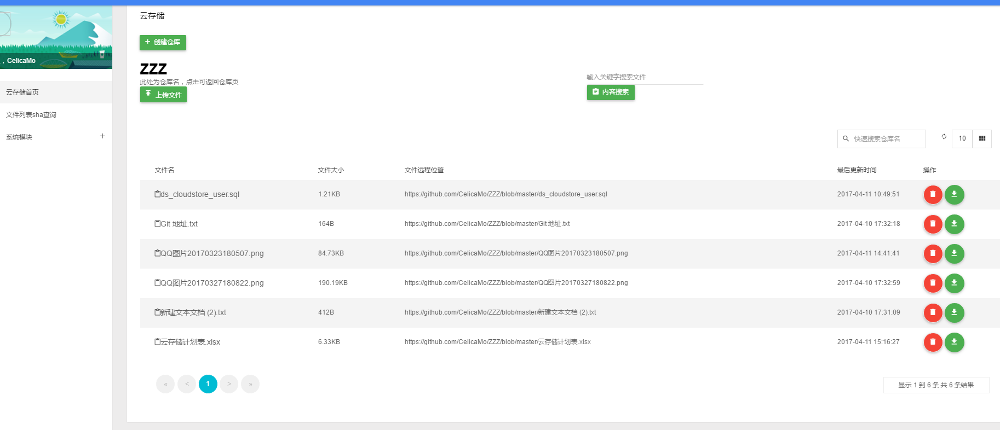 ，CelicaMo
云存储首页
文件列表sha查询
系统模块 +
云存储
+ 创建仓库
ZZZ
此处为仓库名，点击可返回仓库页
上传文件
输入关键字搜索文件
内容搜索
快速搜索仓库名 10
文件名 文件大小 文件远程位置 最后更新时间 操作
ds_cloudstore_user.sql 1.21KB https://github.com/CelicaMo/ZZZ/blob/master/ds_cloudstore_user.sql 2017-04-11 10:49:51
Git 地址.txt 164B https://github.com/CelicaMo/ZZZ/blob/master/Git 地址.txt 2017-04-10 17:32:18
QQ图片20170323180507.png 84.73KB https://github.com/CelicaMo/ZZZ/blob/master/QQ图片20170323180507.png 2017-04-11 14:41:41
QQ图片20170327180822.png 190.19KB https://github.com/CelicaMo/ZZZ/blob/master/QQ图片20170327180822.png 2017-04-10 17:32:59
新建文本文档 (2).txt 412B https://github.com/CelicaMo/ZZZ/blob/master/新建文本文档 (2).txt 2017-04-10 17:31:09
云存储计划表.xlsx 6.33KB https://github.com/CelicaMo/ZZZ/blob/master/云存储计划表.xlsx 2017-04-11 15:16:27
« < 1 > »
显示 1 到 6 条 共 6 条结果